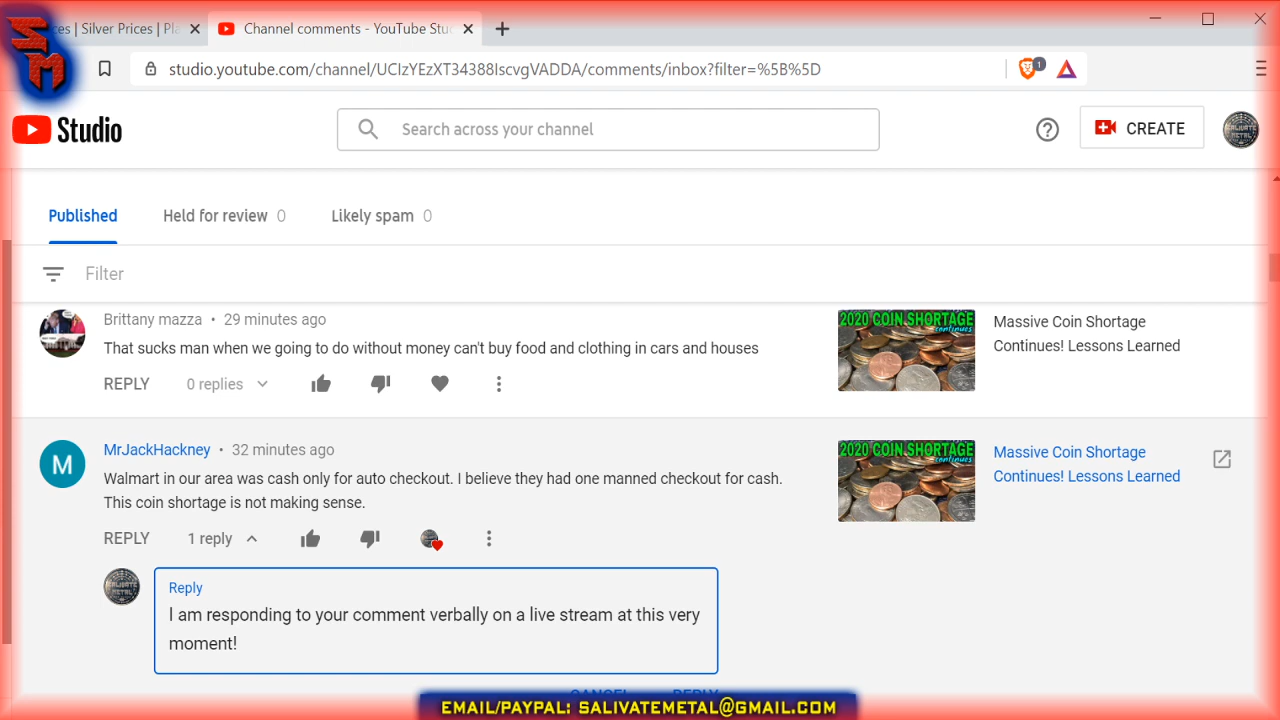 SM
es | Silver Prices | Pla
Channel comments - YouTube Stu
studio.youtube.com/channel/UCIzYEzXT34388IscvgVADDA/comments/inbox?filter=%5B%5D
1
Studio
Search across your channel
CREATE
Published
Held for review 0
Likely spam 0
Filter
Brittany mazza • 29 minutes ago
That sucks man when we going to do without money can't buy food and clothing in cars and houses
REPLY 0 replies
2020 COIN SHORTAGE
continues
Massive Coin Shortage
Continues! Lessons Learned
M
MrJackHackney • 32 minutes ago
Walmart in our area was cash only for auto checkout. I believe they had one manned checkout for cash.
This coin shortage is not making sense.
REPLY 1 reply
2020 COIN SHORTAGE
continues
Massive Coin Shortage
Continues! Lessons Learned
Reply
I am responding to your comment verbally on a live stream at this very
moment!
CANCEL REPLY
EMAIL/PAYPAL: SALIVATEMETAL@GMAIL.COM